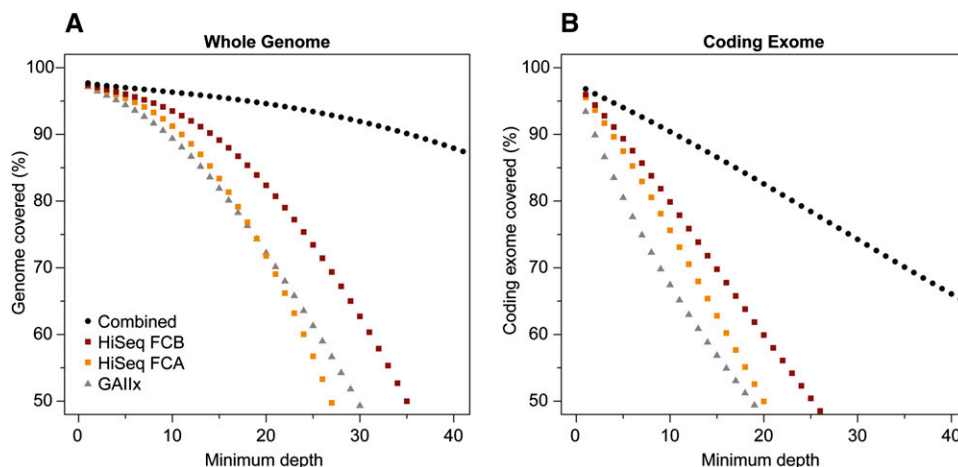 A
Whole Genome
100
90
80
70
60
50
Genome covered (%)
Combined
HiSeq FCB
HiSeq FCA
GAIIx
0
10
20
30
40
Minimum depth
B
Coding Exome
100
90
80
70
60
50
Coding exome covered (%)
0
10
20
30
40
Minimum depth